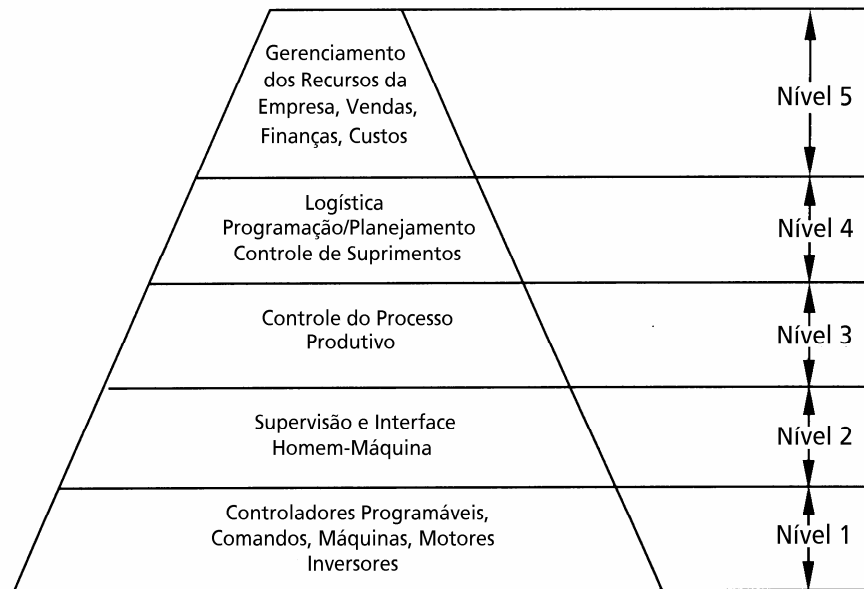 Gerenciamento
dos Recursos da
Empresa, Vendas,
Finanças, Custos
Nível 5
Logística
Programação/Planejamento
Controle de Suprimentos
Nível 4
Controle do Processo
Produtivo
Nível 3
Supervisão e Interface
Homem-Máquina
Nível 2
Controladores Programáveis,
Comandos, Máquinas, Motores
Inversores
Nível 1